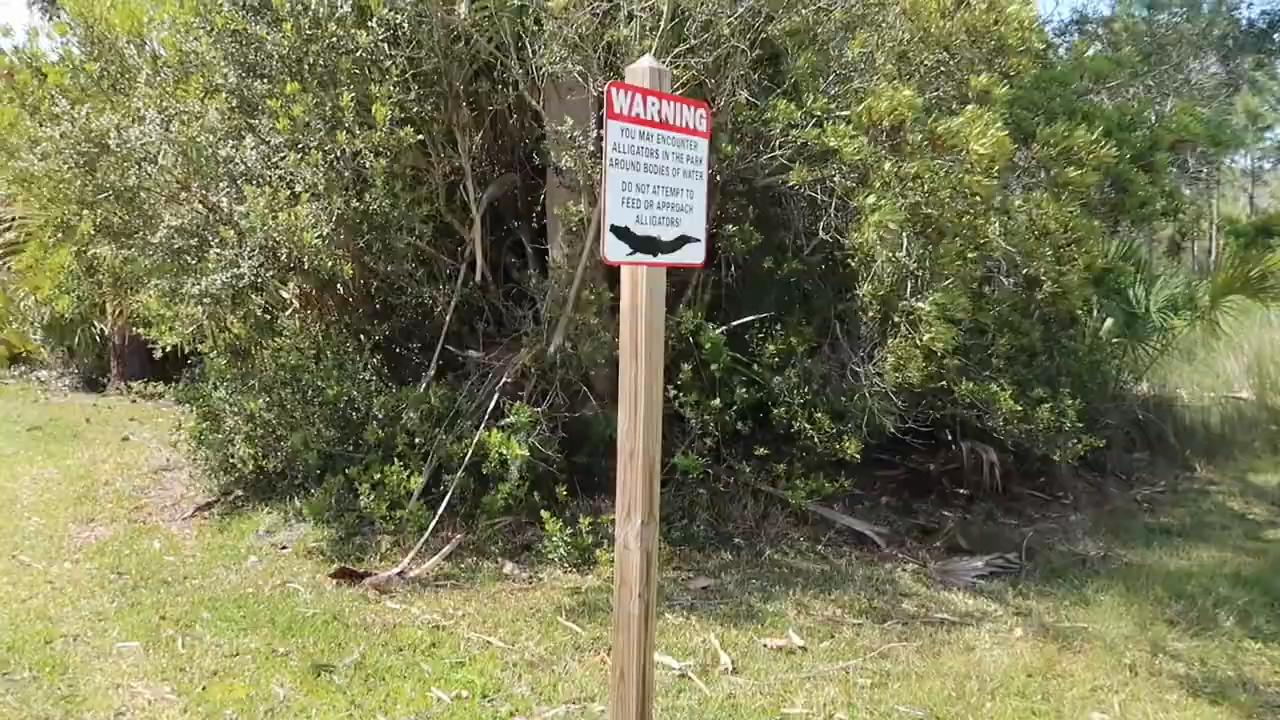 WARNING
YOU MAY ENCOUNTER
ALLIGATORS IN THE PARK
AROUND BODIES OF WATER
DO NOT ATTEMPT TO
FEED OR APPROACH
ALLIGATORS!